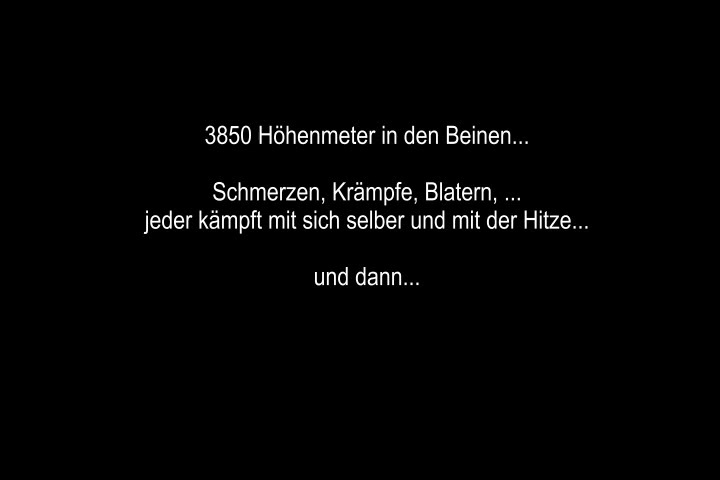 3850 Höhenmeter in den Beinen...
Schmerzen, Krämpfe, Blatern, ...
jeder kämpft mit sich selber und mit der Hitze...
und dann...